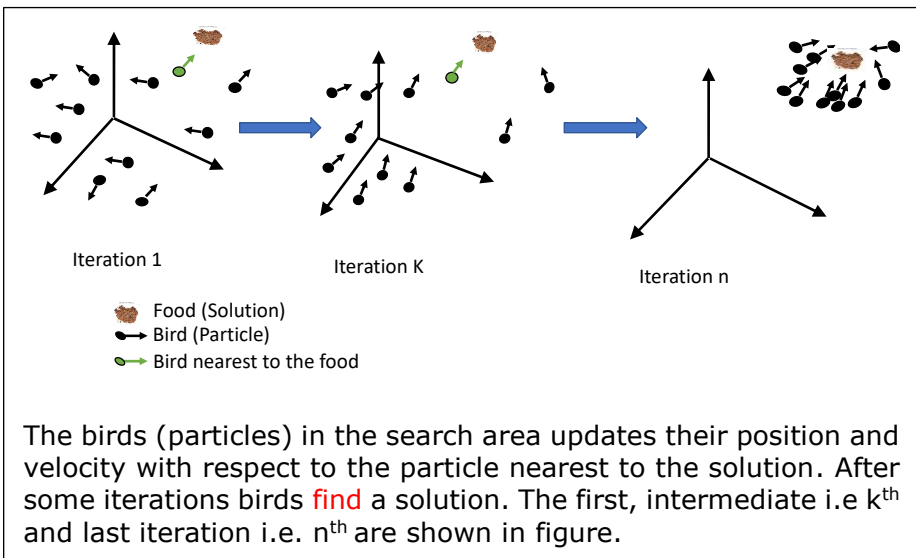 Iteration 1
Iteration K
Iteration n
Food (Solution)
Bird (Particle)
Bird nearest to the food
The birds (particles) in the search area updates their position and
velocity with respect to the particle nearest to the solution. After
some iterations birds find a solution. The first, intermediate i.e kth
and last iteration i.e. nth are shown in figure.